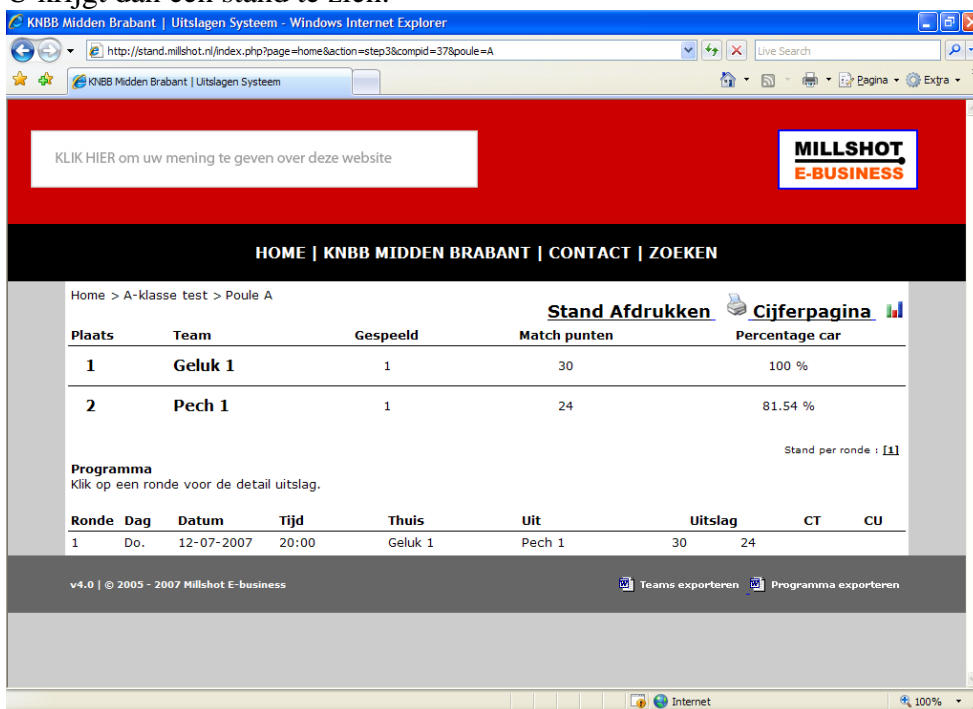 U krijgt dan een stand te zien.
KNBB Midden Brabant | Uitslagen Systeem - Windows Internet Explorer
http://stand.millshot.nl/index.php?page=home&action=step3&compid=37&poule=A
Live Search
KNBB Midden Brabant | Uitslagen Systeem
Pagina
Extra
KLIK HIER om uw mening te geven over deze website
MILLSHOT
E-BUSINESS
HOME | KNBB MIDDEN BRABANT | CONTACT | ZOEKEN
Home > A-klasse test > Poule A
Stand Afdrukken Cijferpagina
Plaats Team Gespeeld Match punten Percentage car
1 Geluk 1 1 30 100 %
2 Pech 1 1 24 81.54 %
Stand per ronde : [1]
Programma
Klik op een ronde voor de detail uitslag.
Ronde Dag Datum Tijd Thuis Uit Uitslag CT CU
1 Do. 12-07-2007 20:00 Geluk 1 Pech 1 30 24
v4.0 | © 2005 - 2007 Millshot E-business
Teams exporteren Programma exporteren
Internet
100%